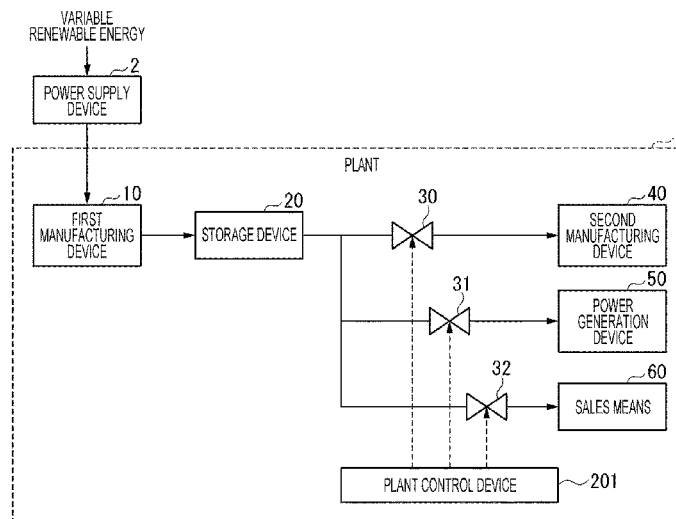 VARIABLE
RENEWABLE ENERGY
2
POWER SUPPLY
DEVICE
PLANT
10
FIRST
MANUFACTURING
DEVICE
20
STORAGE DEVICE
30
40
SECOND
MANUFACTURING
DEVICE
31
50
POWER
GENERATION
DEVICE
32
60
SALES MEANS
PLANT CONTROL DEVICE
201